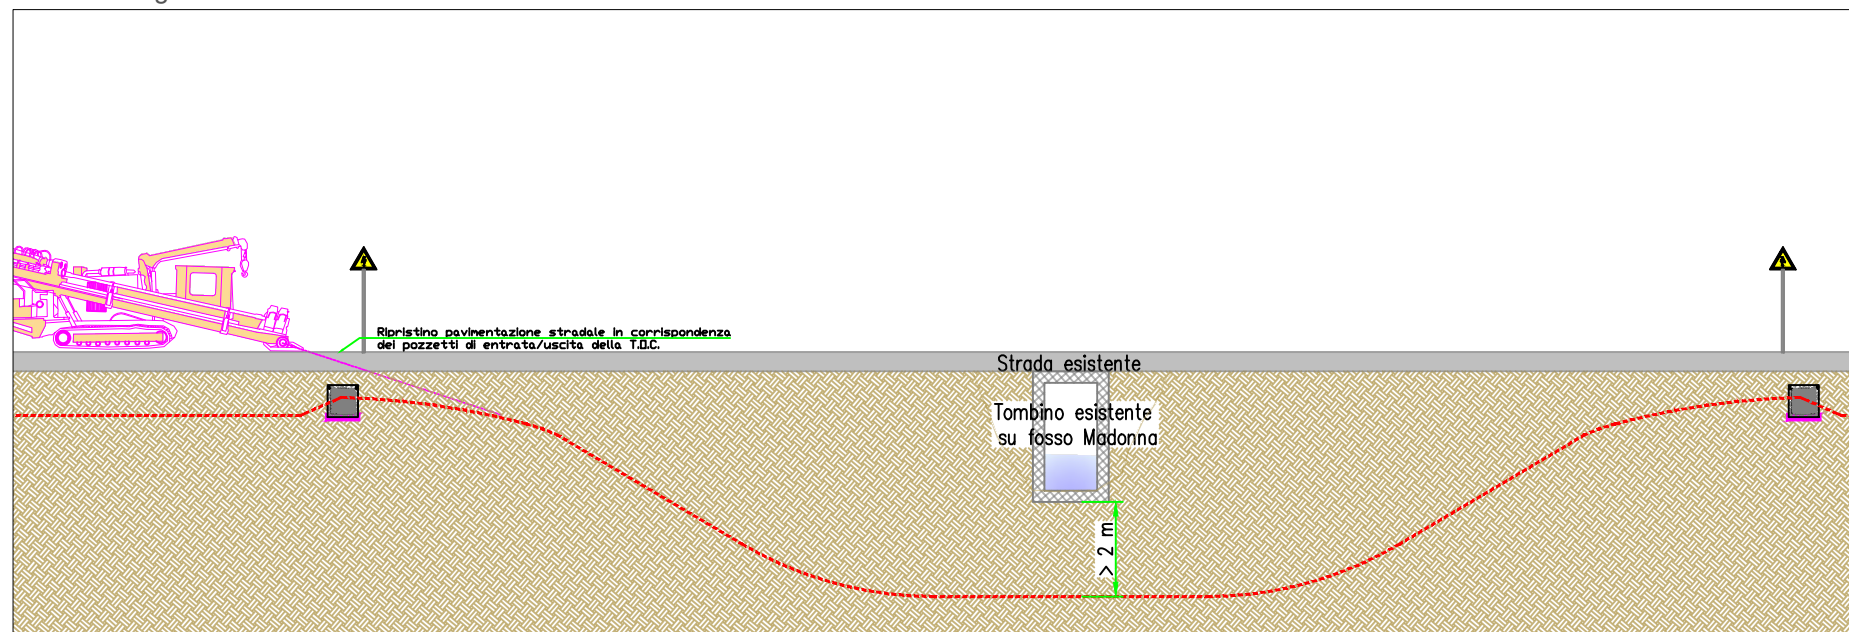 Ripristino pavimentazione stradale in corrispondenza
dei pozzetti di entrata/uscita della T.O.C.
Strada esistente
Tombino esistente
su fosso Madonna
> 2 m